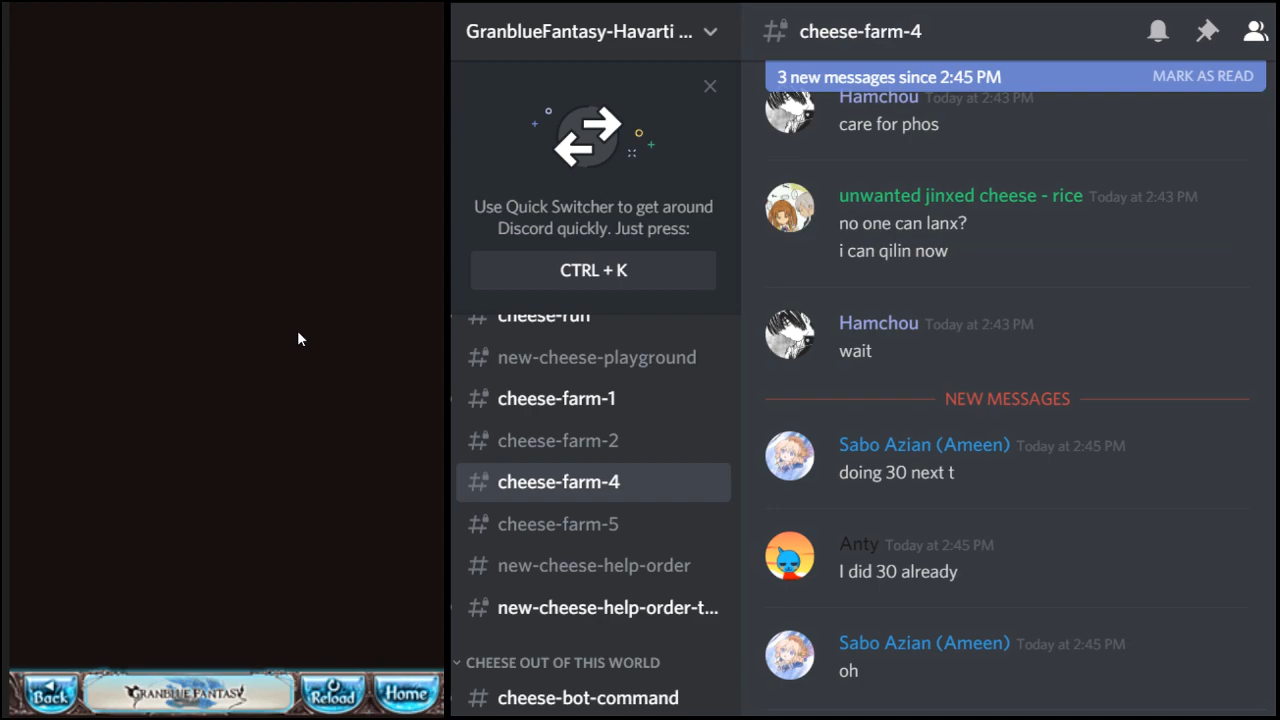 GranblueFantasy-Havarti ...
Use Quick Switcher to get around
Discord quickly. Just press:
CTRL + K
cheese-run
new-cheese-playground
cheese-farm-1
cheese-farm-2
cheese-farm-4
cheese-farm-5
new-cheese-help-order
new-cheese-help-order-t...
CHEESE OUT OF THIS WORLD
cheese-bot-command
cheese-farm-4
3 new messages since 2:45 PM MARK AS READ
Hamchou Today at 2:43 PM
care for phos
unwanted jinxed cheese - rice Today at 2:43 PM
no one can lanx?
i can qilin now
Hamchou Today at 2:43 PM
wait
NEW MESSAGES
Sabo Azian (Ameen) Today at 2:45 PM
doing 30 next t
Anty Today at 2:45 PM
I did 30 already
Sabo Azian (Ameen) Today at 2:45 PM
oh
Back GRANBLUE FANTASY Reload Home